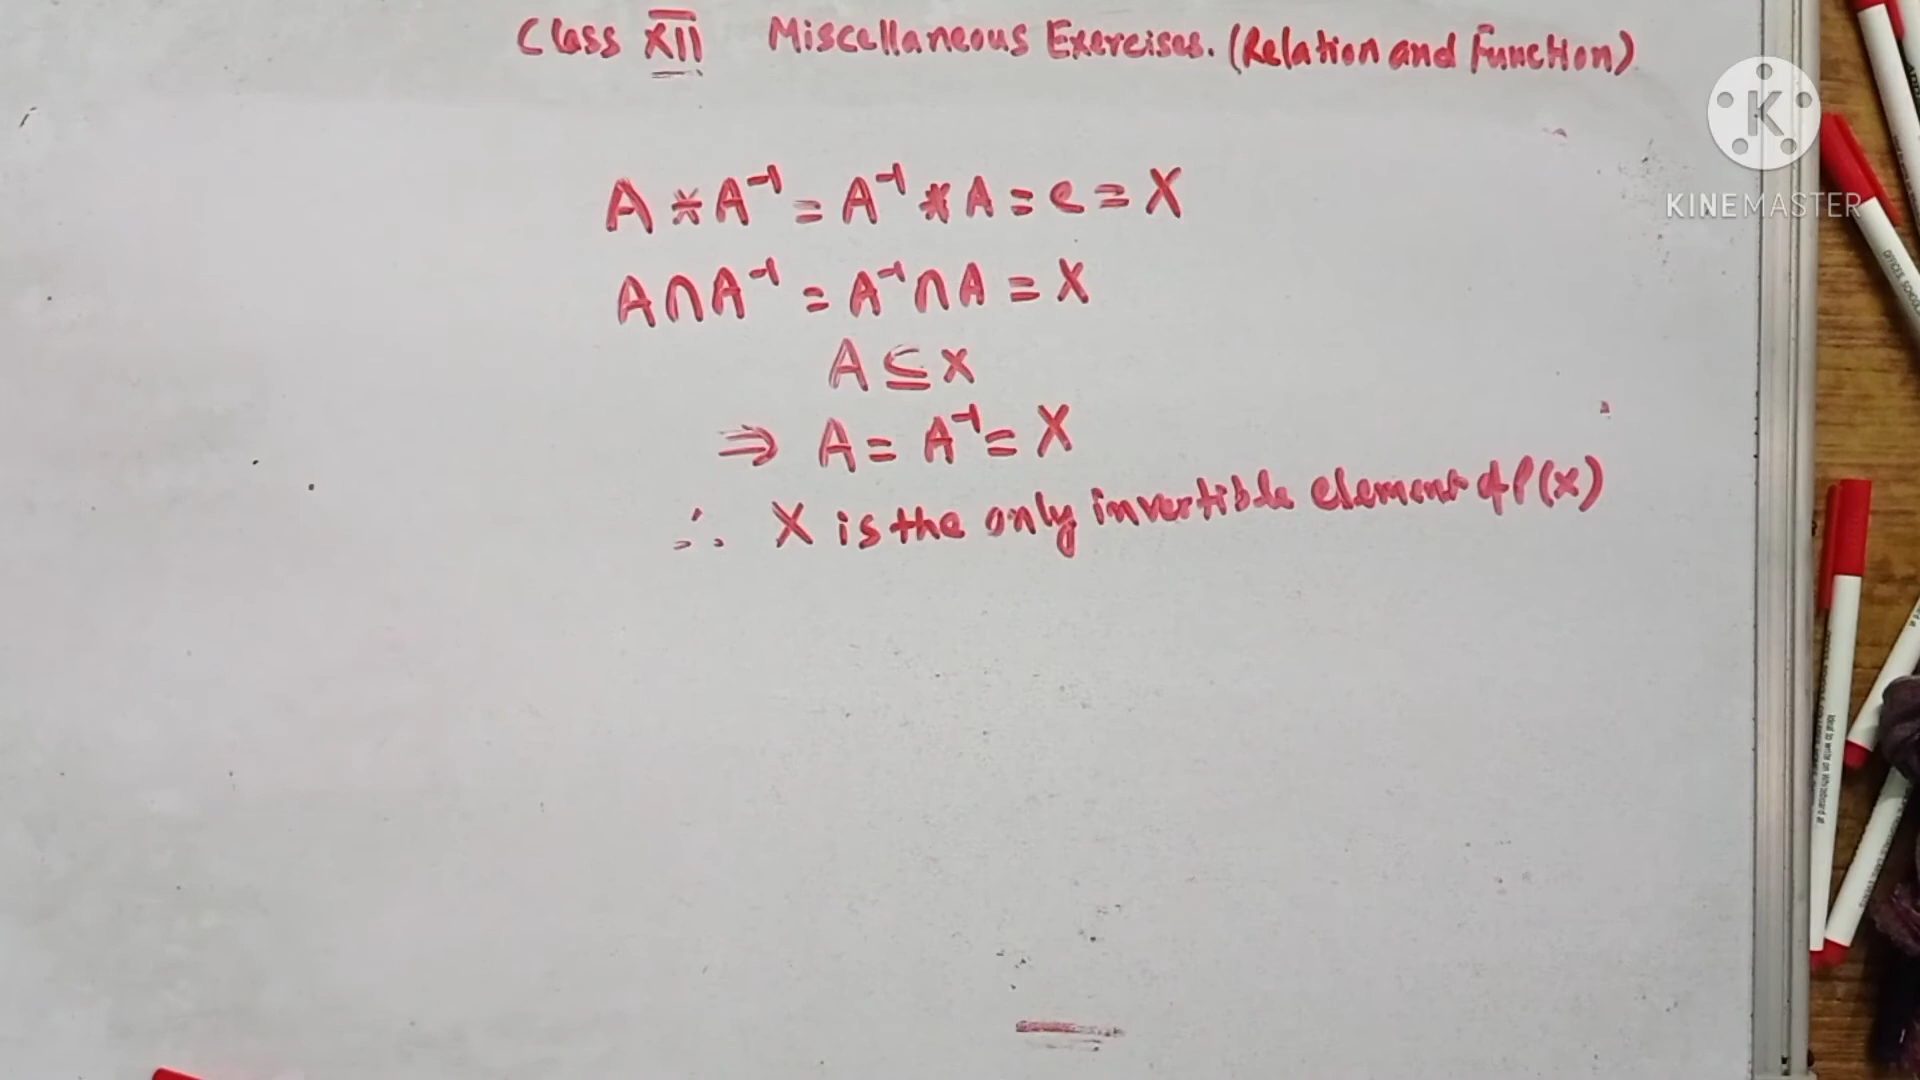 Class XII Miscellaneous Exercises. (Relation and Function)
K
KINEMASTER
A * A⁻¹ = A⁻¹ * A = e = X
A ∩ A⁻¹ = A⁻¹ ∩ A = X
A ⊆ X
⇒ A = A⁻¹ = X
∴ X is the only invertible element of P(X)